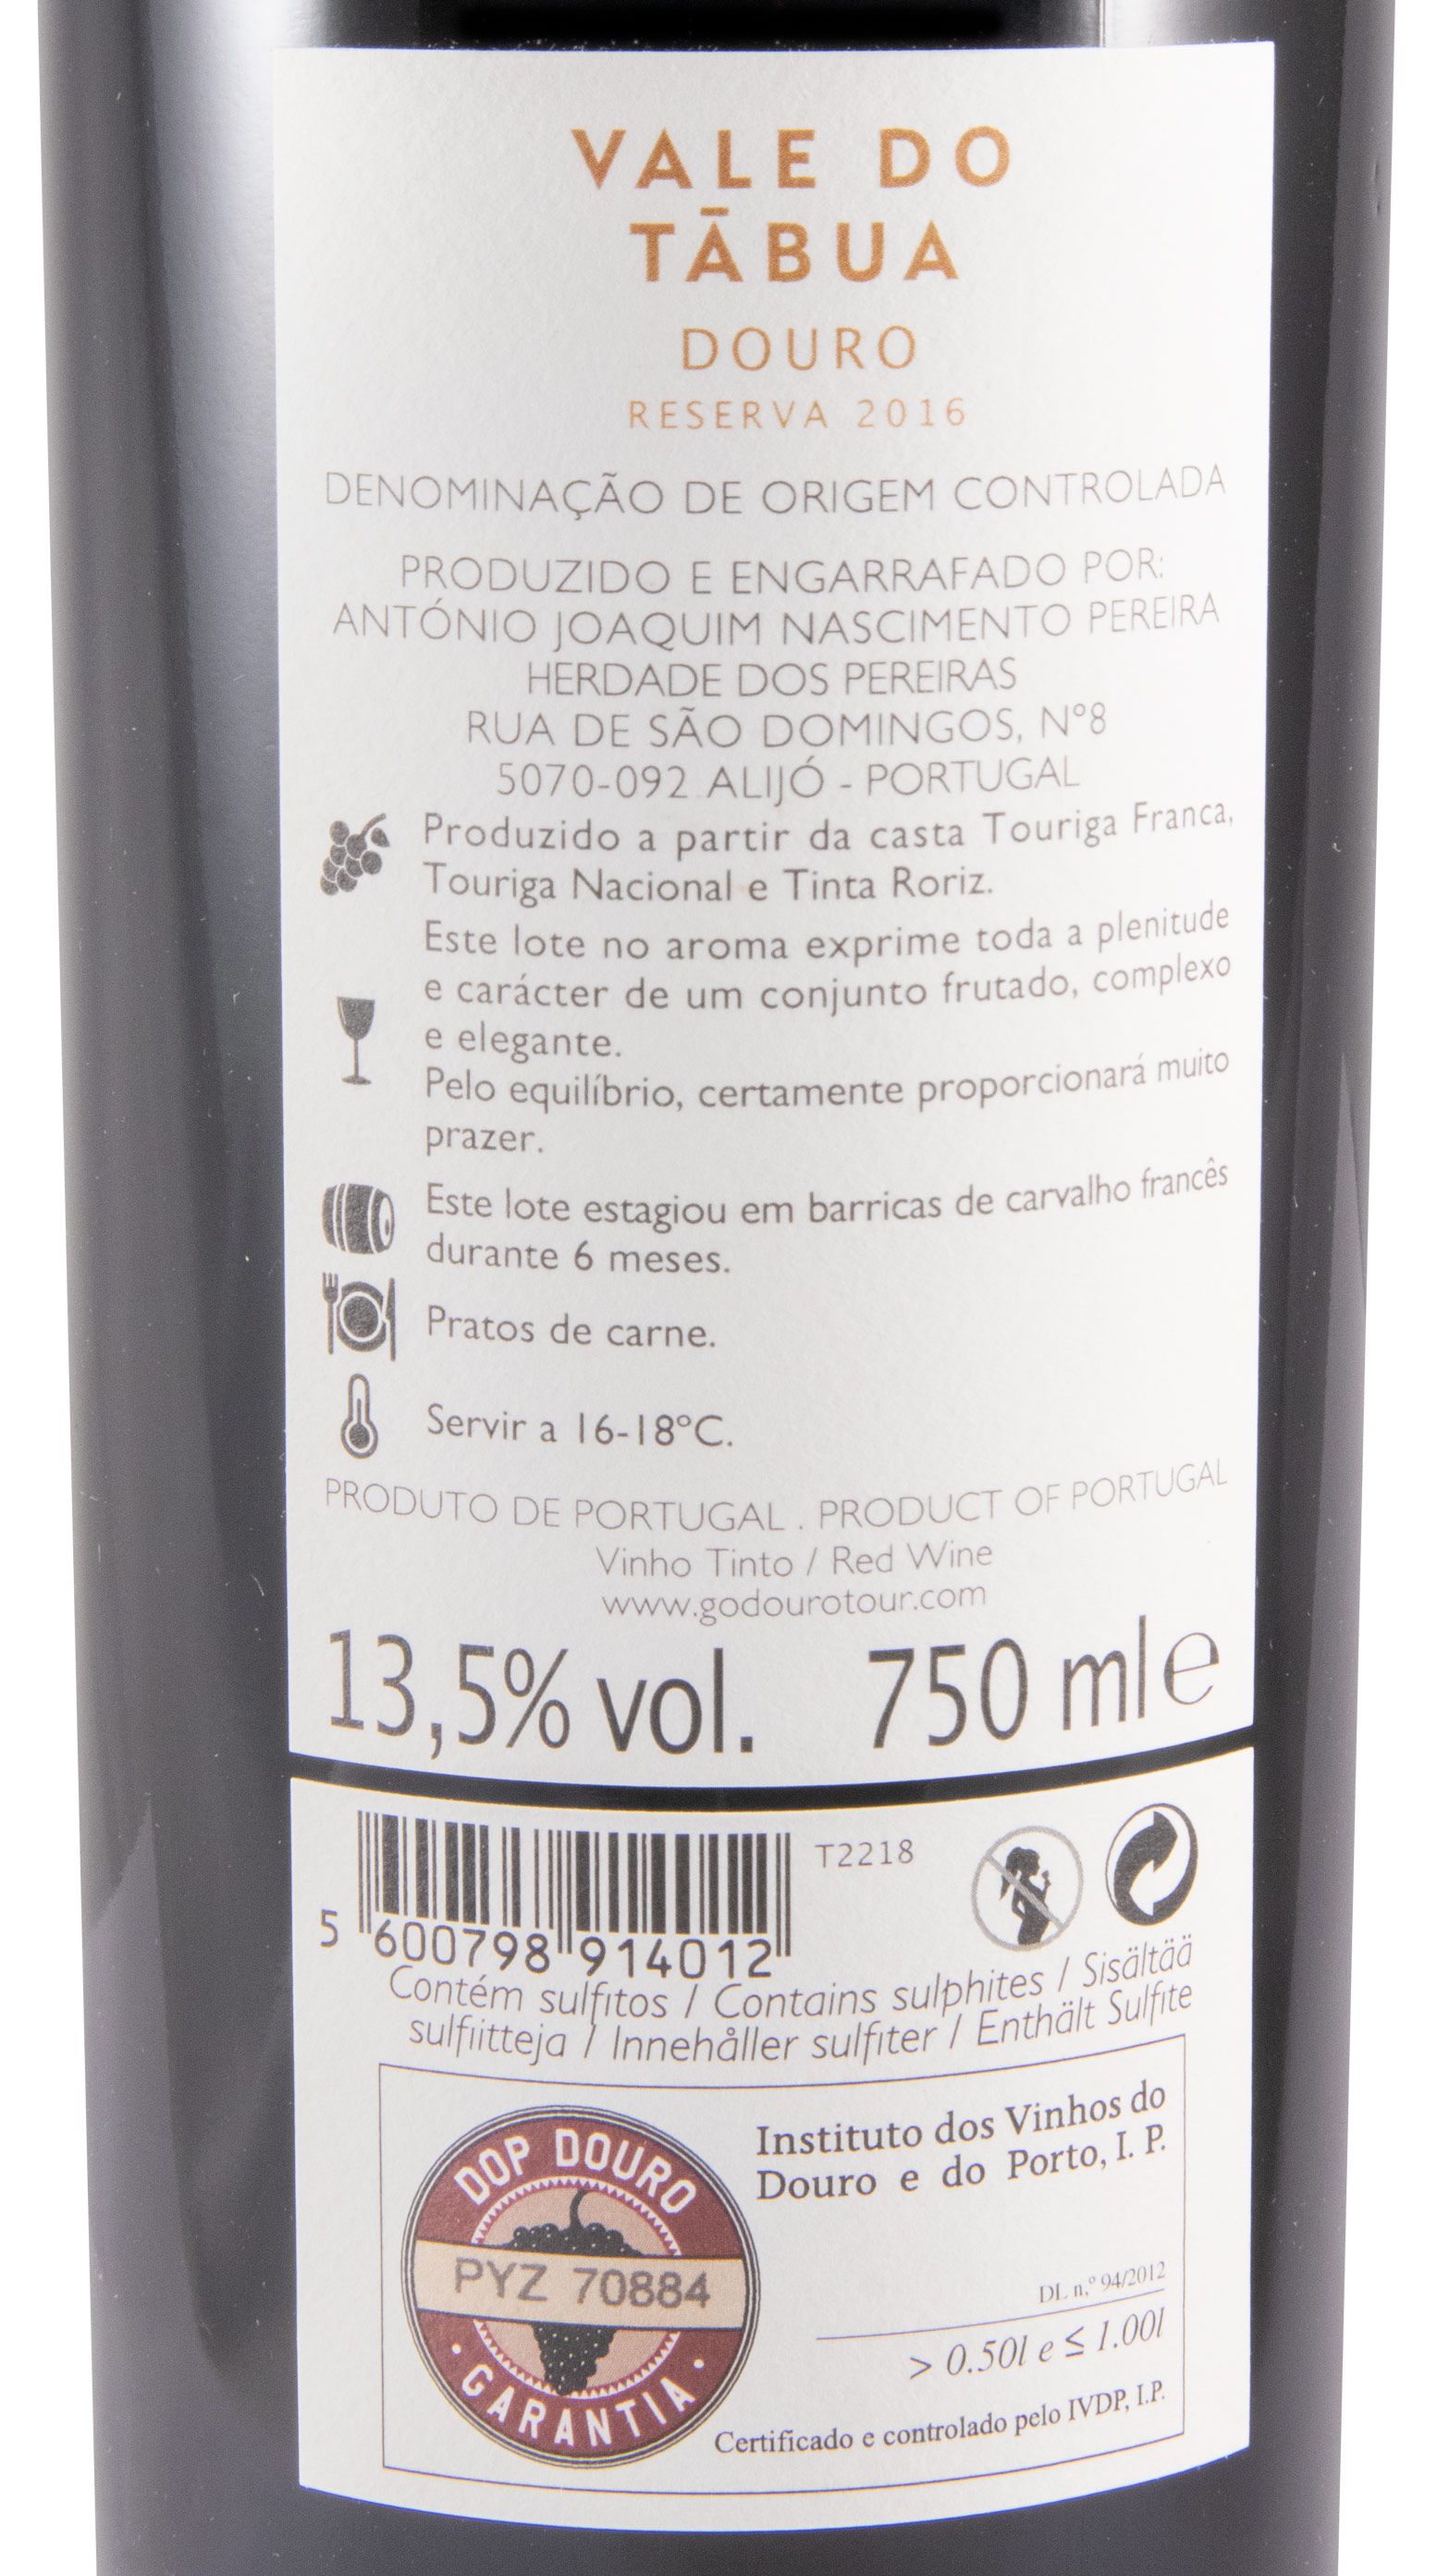 VALE DO
TĀBUA
DOURO
RESERVA 2016
DENOMINAÇÃO DE ORIGEM CONTROLADA
PRODUZIDO E ENGARRAFADO POR:
ANTÓNIO JOAQUIM NASCIMENTO PEREIRA
HERDADE DOS PEREIRAS
RUA DE SÃO DOMINGOS, Nº8
5070-092 ALIJÓ - PORTUGAL
Produzido a partir da casta Touriga Franca,
Touriga Nacional e Tinta Roriz.
Este lote no aroma exprime toda a plenitude
e carácter de um conjunto frutado, complexo
e elegante.
Pelo equilíbrio, certamente proporcionará muito
prazer.
Este lote estagiou em barricas de carvalho francês
durante 6 meses.
Pratos de carne.
Servir a 16-18ºC.
PRODUTO DE PORTUGAL . PRODUCT OF PORTUGAL
Vinho Tinto / Red Wine
www.godourotour.com
13,5% vol. 750 ml e
T2218
5 600798 914012
Contém sulfitos / Contains sulphites / Sisältää
sulfiitteja / Innehåller sulfiter / Enthält Sulfite
DOP DOURO
PYZ 70884
GARANTIA
Instituto dos Vinhos do
Douro e do Porto, I. P.
DL n.º 94/2012
> 0.50l e ≤ 1.00l
Certificado e controlado pelo IVDP, I.P.